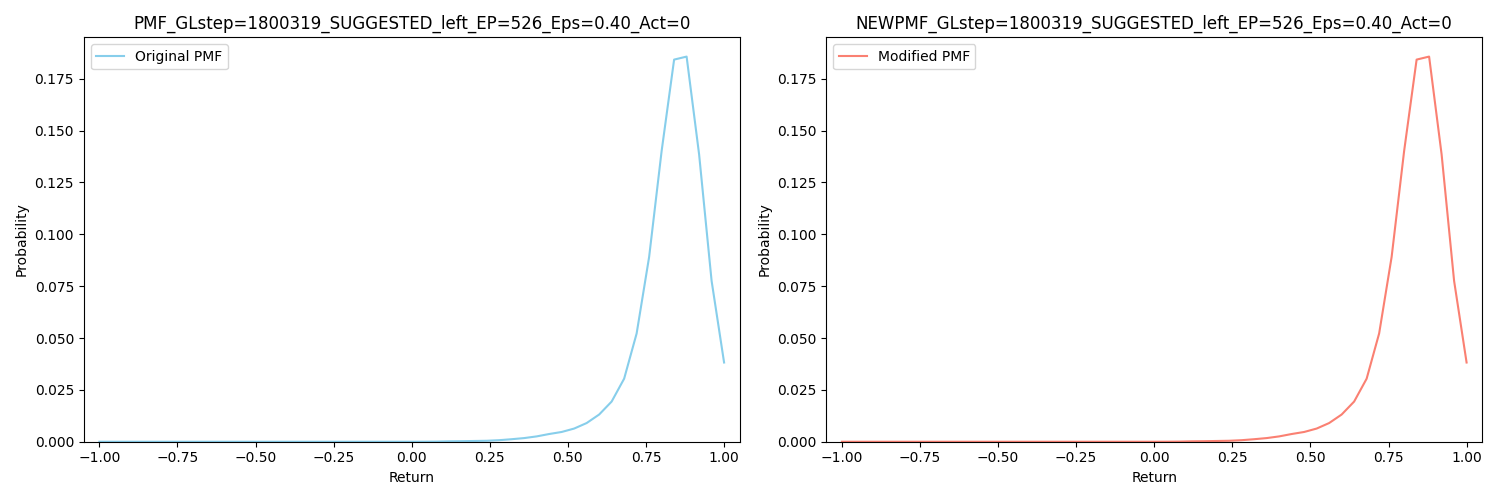 PMF_GLstep=1800319_SUGGESTED_left_EP=526_Eps=0.40_Act=0
Original PMF
Probability
0.175
0.150
0.125
0.100
0.075
0.050
0.025
0.000
−1.00 −0.75 −0.50 −0.25 0.00 0.25 0.50 0.75 1.00
Return
NEWPMF_GLstep=1800319_SUGGESTED_left_EP=526_Eps=0.40_Act=0
Modified PMF
Probability
0.175
0.150
0.125
0.100
0.075
0.050
0.025
0.000
−1.00 −0.75 −0.50 −0.25 0.00 0.25 0.50 0.75 1.00
Return